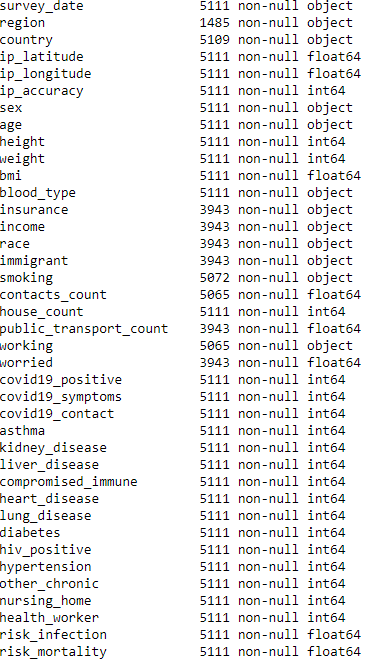 survey_date 5111 non-null object
region 1485 non-null object
country 5109 non-null object
ip_latitude 5111 non-null float64
ip_longitude 5111 non-null float64
ip_accuracy 5111 non-null int64
sex 5111 non-null object
age 5111 non-null object
height 5111 non-null int64
weight 5111 non-null int64
bmi 5111 non-null float64
blood_type 5111 non-null object
insurance 3943 non-null object
income 3943 non-null object
race 3943 non-null object
immigrant 3943 non-null object
smoking 5072 non-null object
contacts_count 5065 non-null float64
house_count 5111 non-null int64
public_transport_count 3943 non-null float64
working 5065 non-null object
worried 3943 non-null float64
covid19_positive 5111 non-null int64
covid19_symptoms 5111 non-null int64
covid19_contact 5111 non-null int64
asthma 5111 non-null int64
kidney_disease 5111 non-null int64
liver_disease 5111 non-null int64
compromised_immune 5111 non-null int64
heart_disease 5111 non-null int64
lung_disease 5111 non-null int64
diabetes 5111 non-null int64
hiv_positive 5111 non-null int64
hypertension 5111 non-null int64
other_chronic 5111 non-null int64
nursing_home 5111 non-null int64
health_worker 5111 non-null int64
risk_infection 5111 non-null float64
risk_mortality 5111 non-null float64